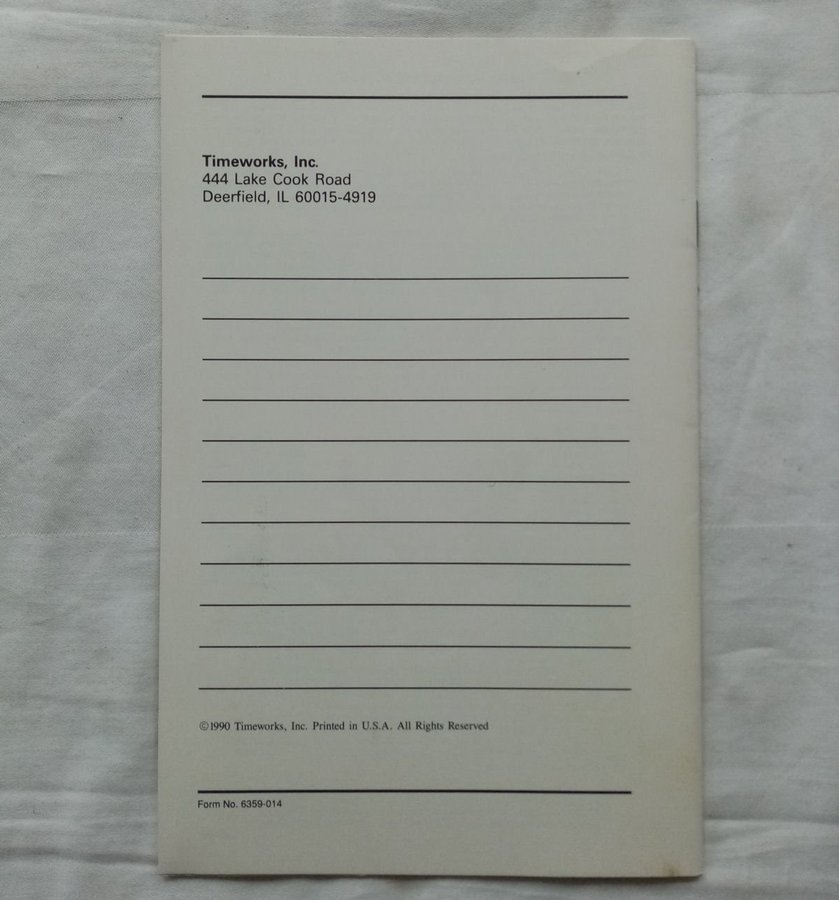 Timeworks, Inc.
444 Lake Cook Road
Deerfield, IL 60015-4919
©1990 Timeworks, Inc. Printed in U.S.A. All Rights Reserved
Form No. 6359-014